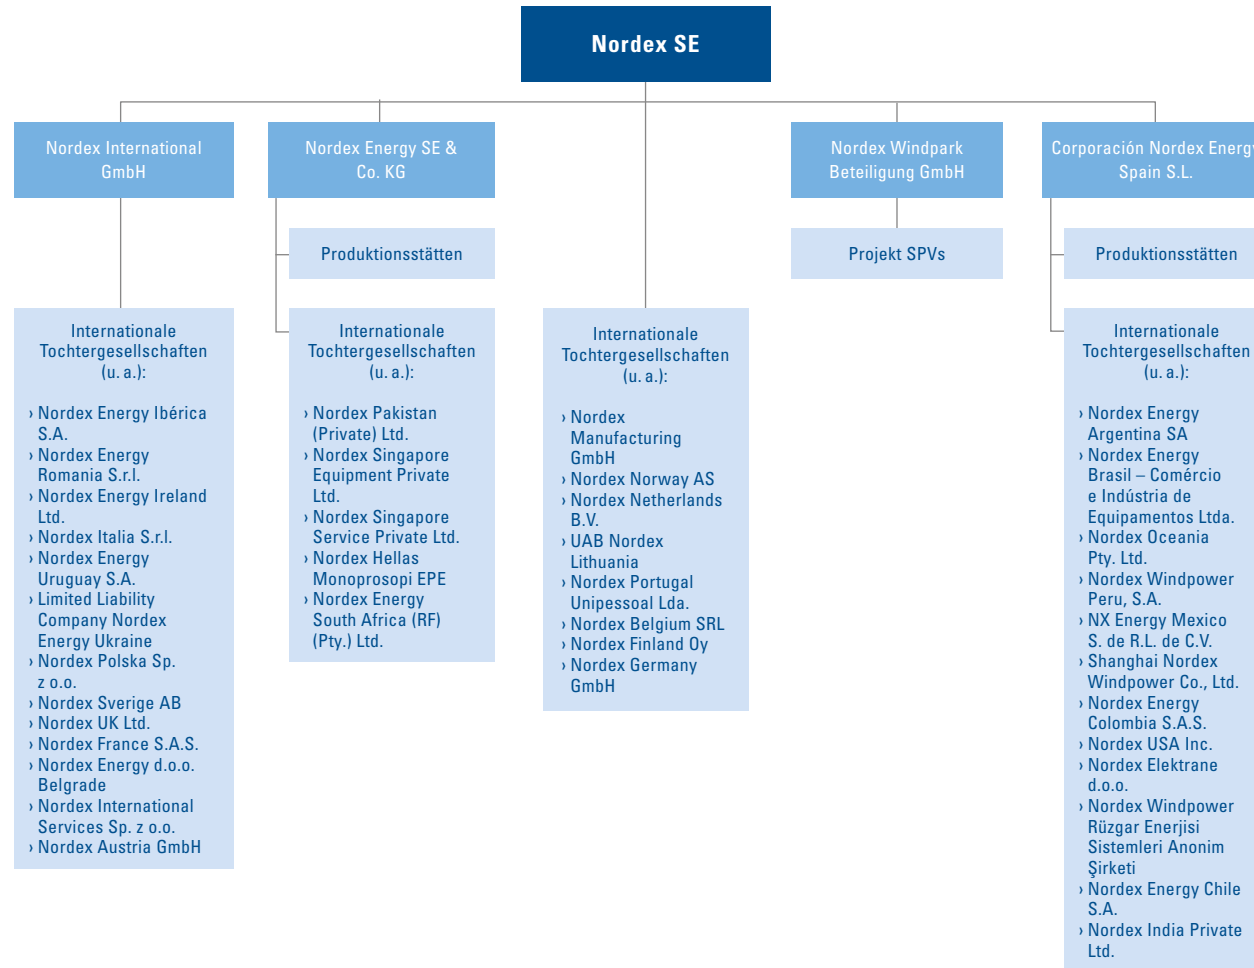 Nordex SE
Nordex International
GmbH
Nordex Energy SE &
Co. KG
Nordex Windpark
Beteiligung GmbH
Corporación Nordex Energy
Spain S.L.
Produktionsstätten
Projekt SPVs
Produktionsstätten
Internationale
Tochtergesellschaften
(u. a.):
› Nordex Energy Ibérica
S.A.
› Nordex Energy
Romania S.r.l.
› Nordex Energy Ireland
Ltd.
› Nordex Italia S.r.l.
› Nordex Energy
Uruguay S.A.
› Limited Liability
Company Nordex
Energy Ukraine
› Nordex Polska Sp.
z o.o.
› Nordex Sverige AB
› Nordex UK Ltd.
› Nordex France S.A.S.
› Nordex Energy d.o.o.
Belgrade
› Nordex International
Services Sp. z o.o.
› Nordex Austria GmbH
Internationale
Tochtergesellschaften
(u. a.):
› Nordex Pakistan
(Private) Ltd.
› Nordex Singapore
Equipment Private
Ltd.
› Nordex Singapore
Service Private Ltd.
› Nordex Hellas
Monoprosopi EPE
› Nordex Energy
South Africa (RF)
(Pty.) Ltd.
Internationale
Tochtergesellschaften
(u. a.):
› Nordex
Manufacturing
GmbH
› Nordex Norway AS
› Nordex Netherlands
B.V.
› UAB Nordex
Lithuania
› Nordex Portugal
Unipessoal Lda.
› Nordex Belgium SRL
› Nordex Finland Oy
› Nordex Germany
GmbH
Internationale
Tochtergesellschaften
(u. a.):
› Nordex Energy
Argentina SA
› Nordex Energy
Brasil – Comércio
e Indústria de
Equipamentos Ltda.
› Nordex Oceania
Pty. Ltd.
› Nordex Windpower
Peru, S.A.
› NX Energy Mexico
S. de R.L. de C.V.
› Shanghai Nordex
Windpower Co., Ltd.
› Nordex Energy
Colombia S.A.S.
› Nordex USA Inc.
› Nordex Elektrane
d.o.o.
› Nordex Windpower
Rüzgar Enerjisi
Sistemleri Anonim
Şirketi
› Nordex Energy Chile
S.A.
› Nordex India Private
Ltd.